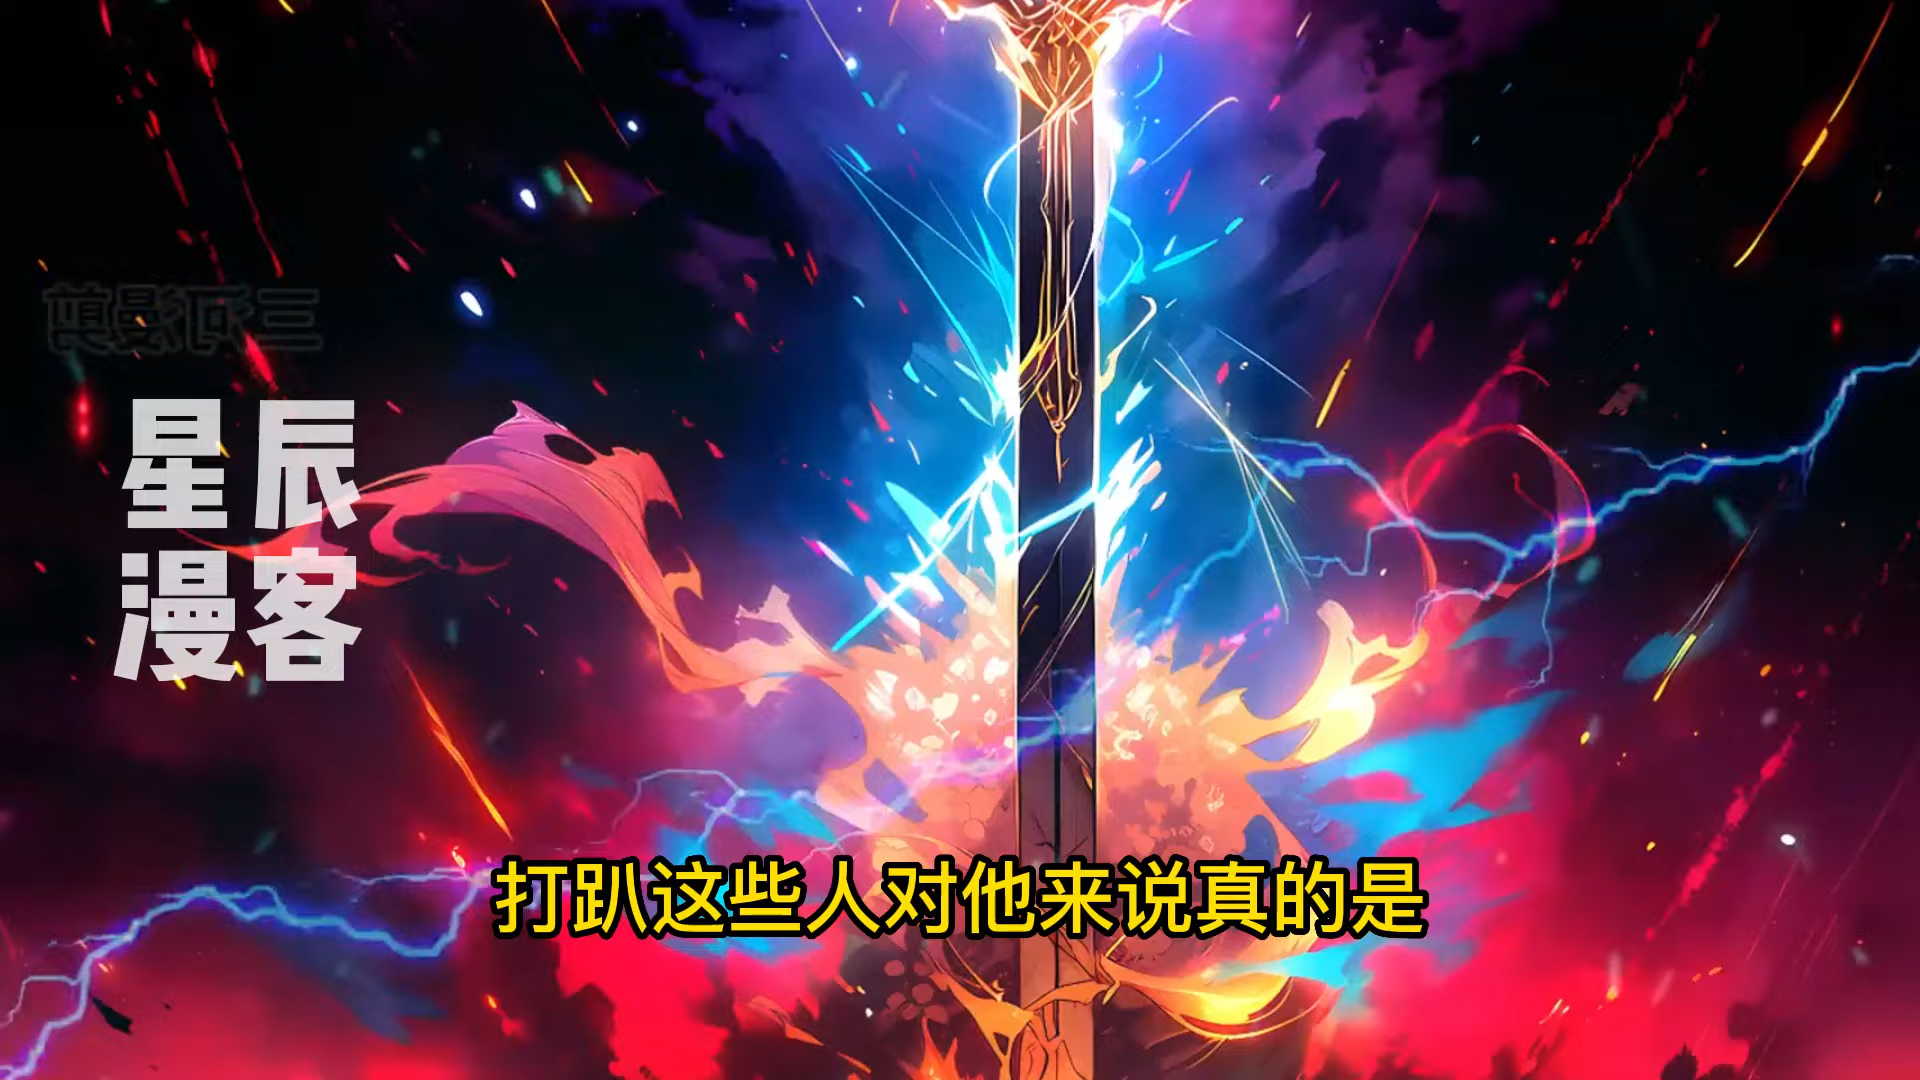 星辰
漫客
打趴这些人对他来说真的是